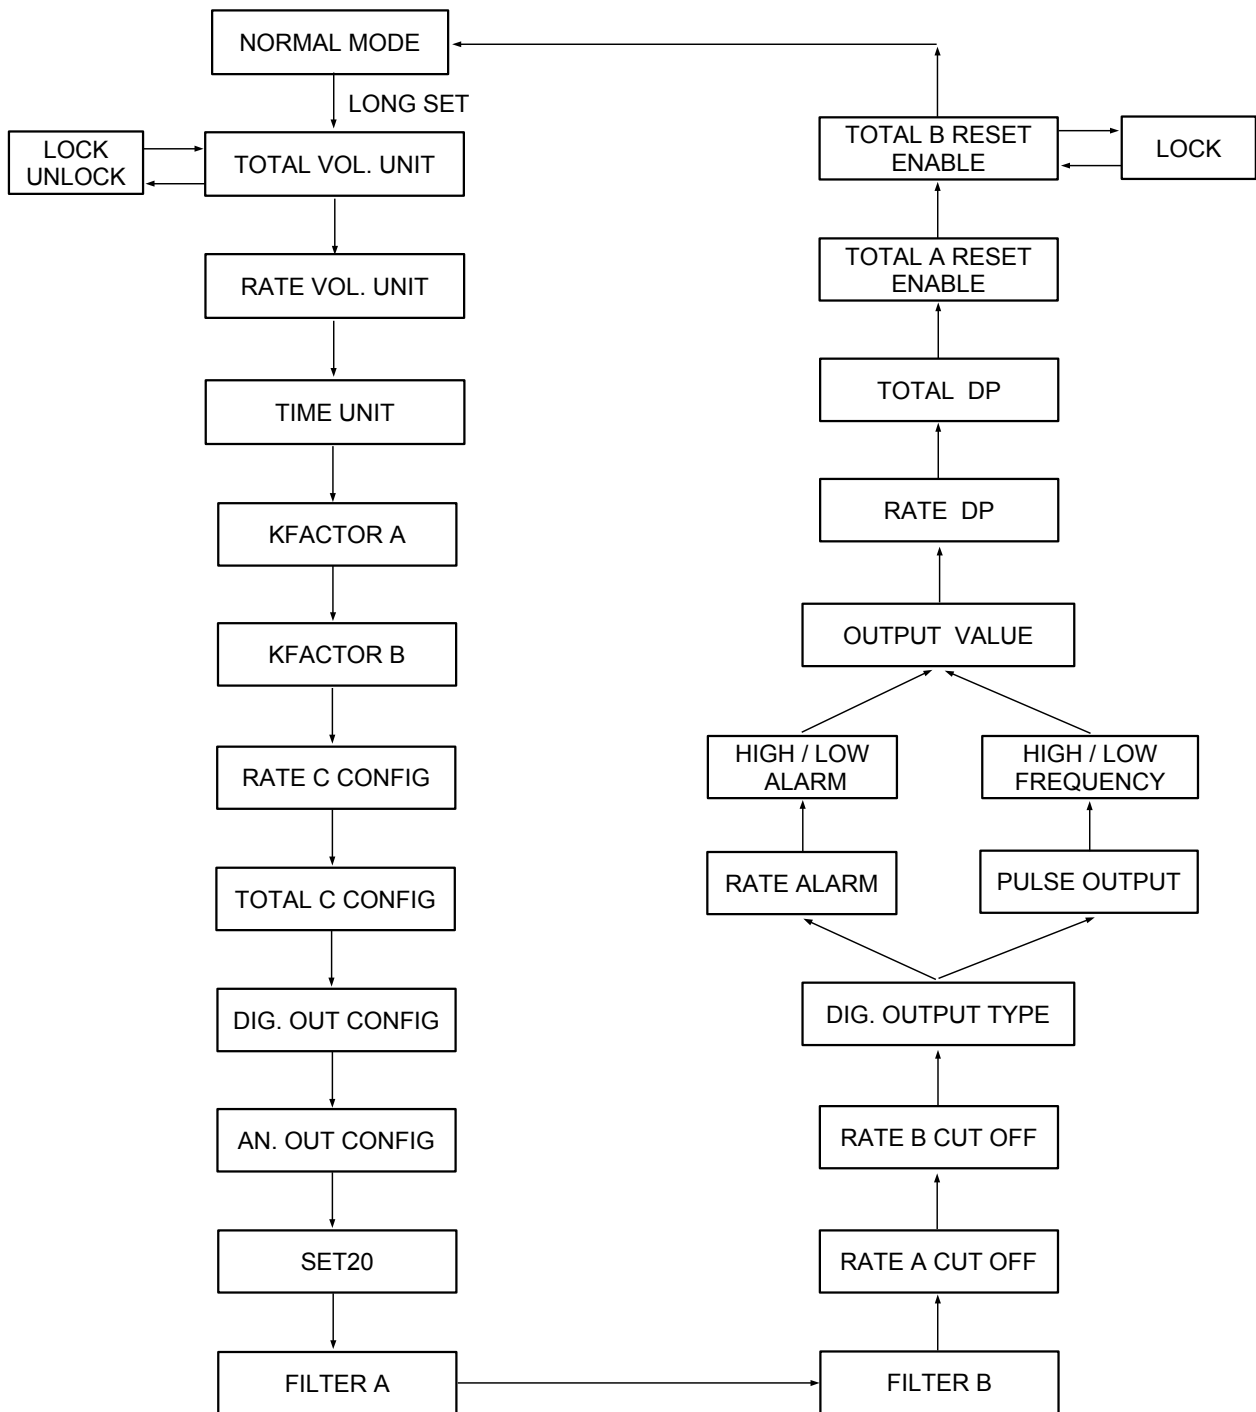 NORMAL MODE
LONG SET
LOCK
UNLOCK
TOTAL VOL. UNIT
RATE VOL. UNIT
TIME UNIT
KFACTOR A
KFACTOR B
RATE C CONFIG
TOTAL C CONFIG
DIG. OUT CONFIG
AN. OUT CONFIG
SET20
FILTER A
FILTER B
RATE A CUT OFF
RATE B CUT OFF
DIG. OUTPUT TYPE
RATE ALARM
PULSE OUTPUT
HIGH / LOW
ALARM
HIGH / LOW
FREQUENCY
OUTPUT VALUE
RATE DP
TOTAL DP
TOTAL A RESET
ENABLE
TOTAL B RESET
ENABLE
LOCK